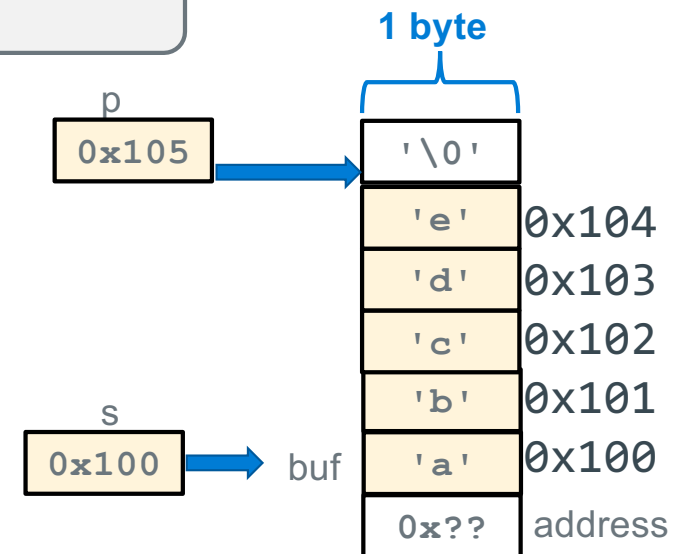 1 byte
p
0x105
'\0'
'e' 0x104
'd' 0x103
'c' 0x102
'b' 0x101
s
0x100
buf
'a' 0x100
0x?? address